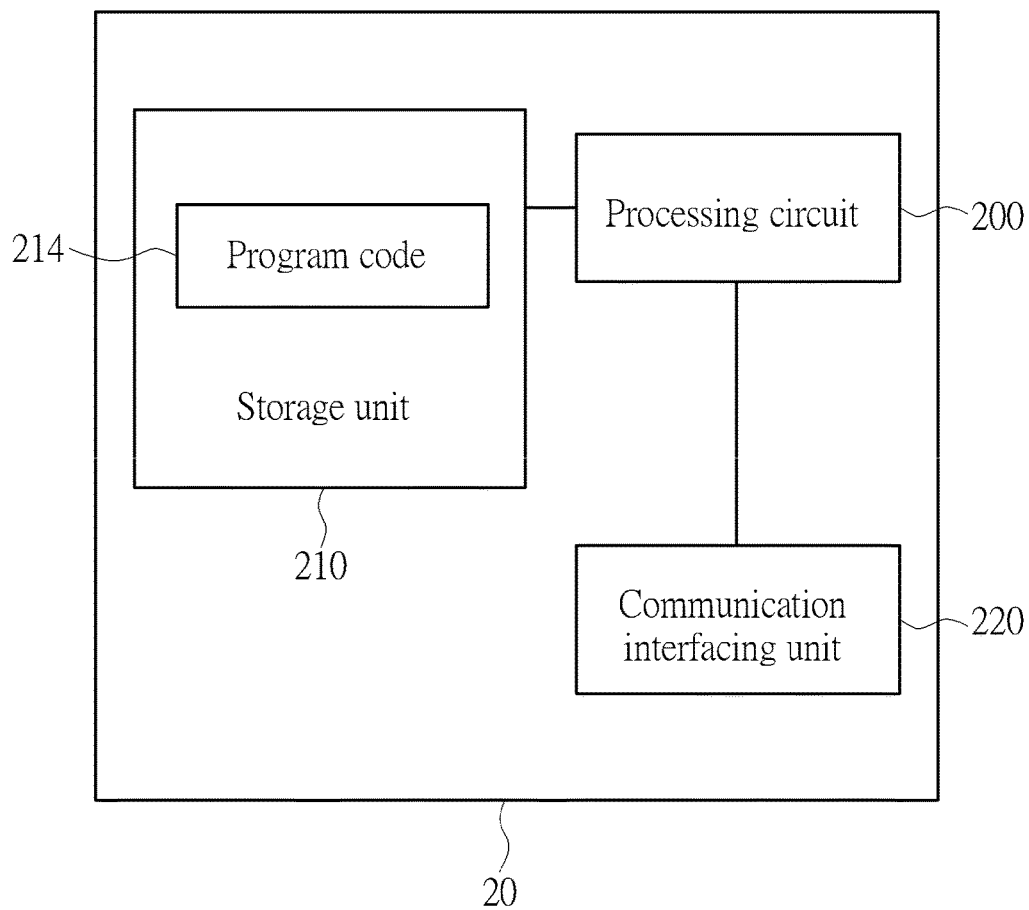 Processing circuit
200
214
Program code
Storage unit
210
Communication
interfacing unit
220
20